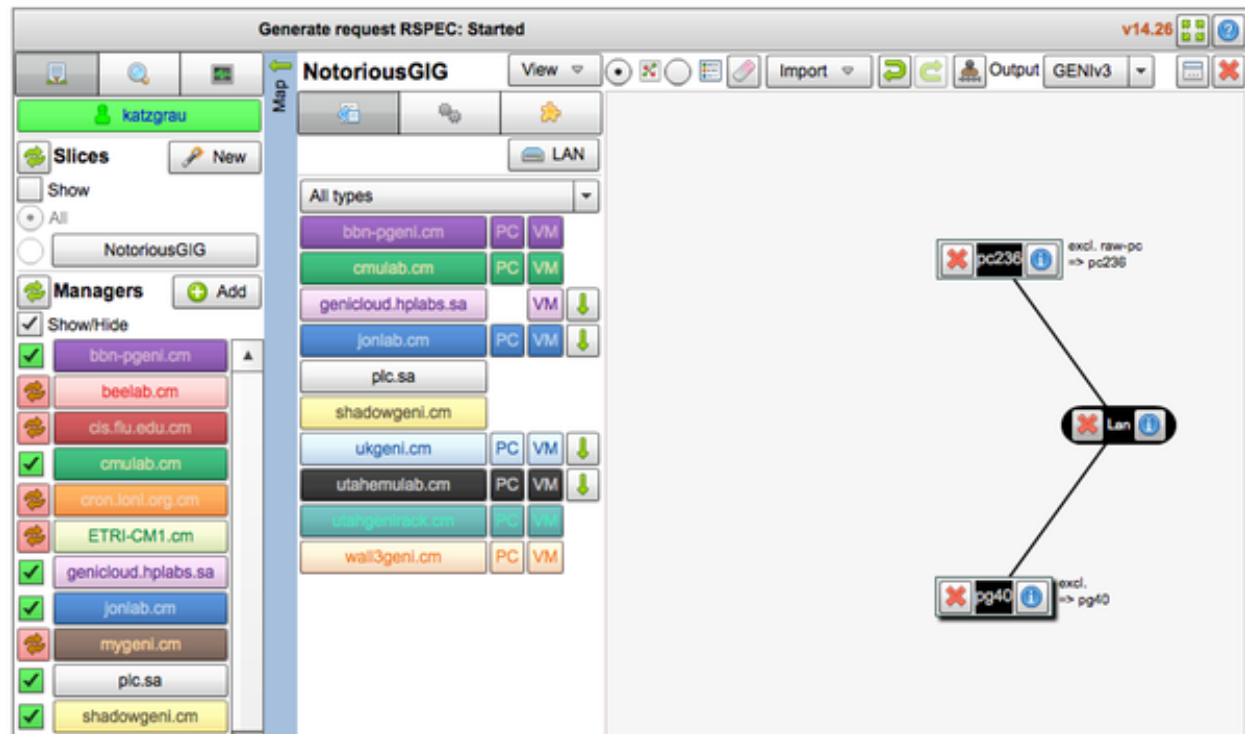 Generate request RSPEC: Started
v14.26
katzgrau
Slices
New
Show
All
NotoriousGIG
Managers
Add
Show/Hide
bbn-pgeni.cm
beelab.cm
cis.fiu.edu.cm
cmulab.cm
cron.loni.org.cm
ETRI-CM1.cm
genicloud.hplabs.sa
jonlab.cm
mygeni.cm
plc.sa
shadowgeni.cm
Map
NotoriousGIG
View
LAN
All types
bbn-pgeni.cm PC VM
cmulab.cm PC VM
genicloud.hplabs.sa VM
jonlab.cm PC VM
plc.sa
shadowgeni.cm
ukgeni.cm PC VM
utahemulab.cm PC VM
utahgenirack.cm PC VM
wall3geni.cm PC VM
Import
Output GENIv3
pc236
excl. raw-pc
=> pc236
Lan
pg40
excl.
=> pg40